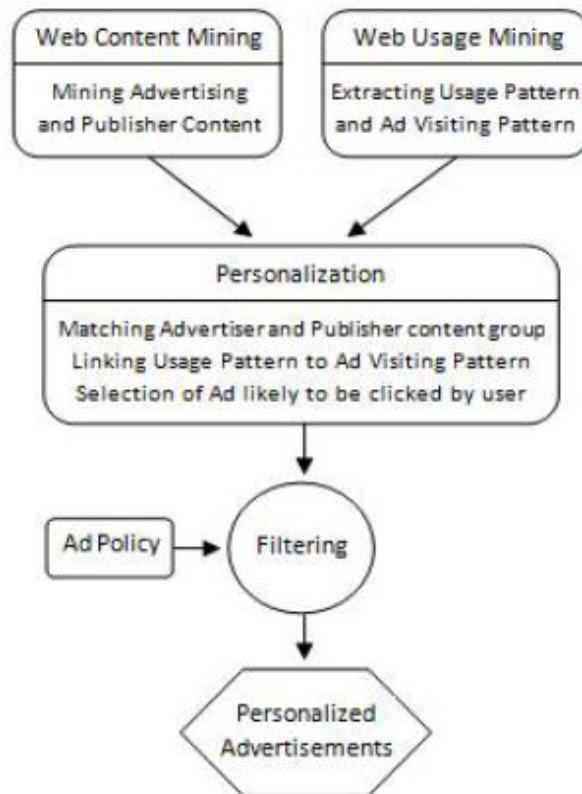 Web Content Mining
Mining Advertising
and Publisher Content
Web Usage Mining
Extracting Usage Pattern
and Ad Visiting Pattern
Personalization
Matching Advertiser and Publisher content group
Linking Usage Pattern to Ad Visiting Pattern
Selection of Ad likely to be clicked by user
Ad Policy
Filtering
Personalized
Advertisements